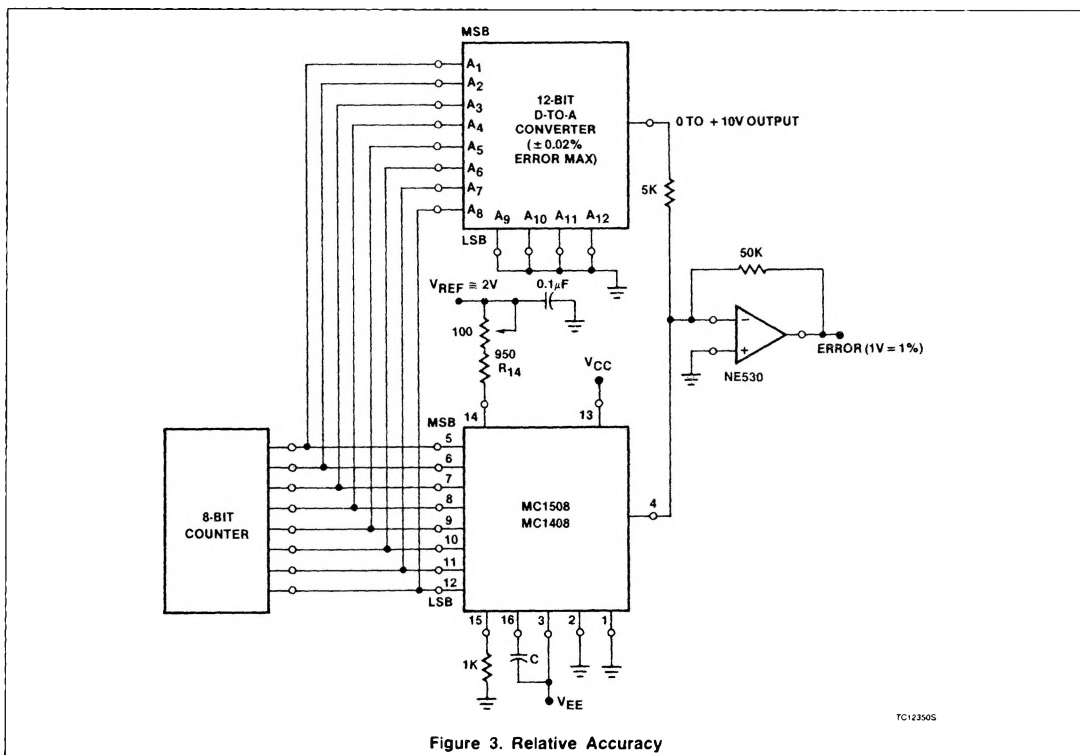 MSB
A1
A2
A3
A4
A5
A6
A7
A8
A9 A10 A11 A12
LSB
12-BIT
D-TO-A
CONVERTER
(± 0.02%
ERROR MAX)
0 TO + 10V OUTPUT
5K
50K
VREF ≅ 2V
0.1μF
100
950
R14
VCC
ERROR (1V = 1%)
NE530
14
13
MSB
5
6
7
8
9
10
11
12
LSB
8-BIT
COUNTER
MC1508
MC1408
4
15 16 3 2 1
1K
C
VEE
TC12350S
Figure 3. Relative Accuracy